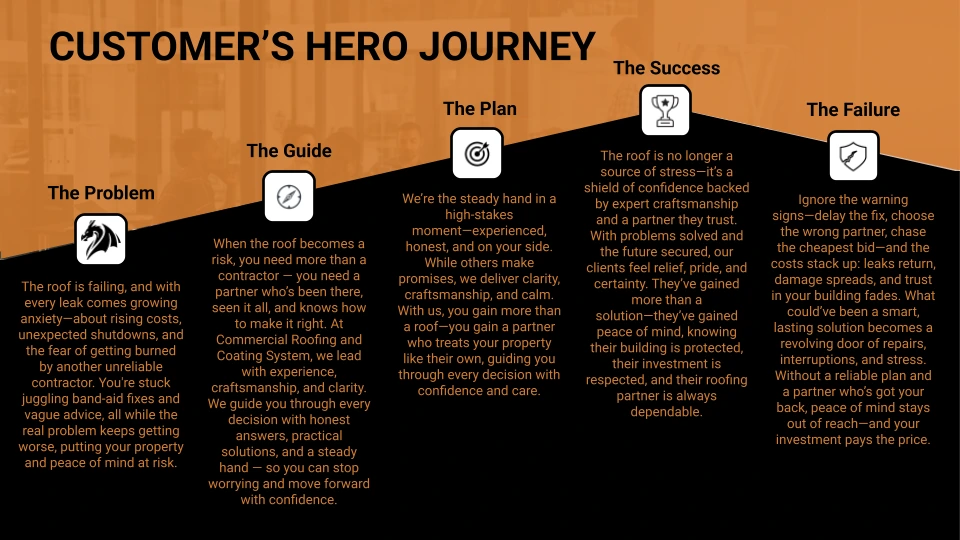 CUSTOMER’S HERO JOURNEY
The Problem
The roof is failing, and with
every leak comes growing
anxiety—about rising costs,
unexpected shutdowns, and
the fear of getting burned
by another unreliable
contractor. You're stuck
juggling band-aid fixes and
vague advice, all while the
real problem keeps getting
worse, putting your property
and peace of mind at risk.
The Guide
When the roof becomes a
risk, you need more than a
contractor — you need a
partner who’s been there,
seen it all, and knows how
to make it right. At
Commercial Roofing and
Coating System, we lead
with experience,
craftsmanship, and clarity.
We guide you through every
decision with honest
answers, practical
solutions, and a steady
hand — so you can stop
worrying and move forward
with confidence.
The Plan
We’re the steady hand in a
high-stakes
moment—experienced,
honest, and on your side.
While others make
promises, we deliver clarity,
craftsmanship, and calm.
With us, you gain more than
a roof—you gain a partner
who treats your property
like their own, guiding you
through every decision with
confidence and care.
The Success
The roof is no longer a
source of stress—it’s a
shield of confidence backed
by expert craftsmanship
and a partner they trust.
With problems solved and
the future secured, our
clients feel relief, pride, and
certainty. They’ve gained
more than a
solution—they’ve gained
peace of mind, knowing
their building is protected,
their investment is
respected, and their roofing
partner is always
dependable.
The Failure
Ignore the warning
signs—delay the fix, choose
the wrong partner, chase
the cheapest bid—and the
costs stack up: leaks return,
damage spreads, and trust
in your building fades. What
could’ve been a smart,
lasting solution becomes a
revolving door of repairs,
interruptions, and stress.
Without a reliable plan and
a partner who’s got your
back, peace of mind stays
out of reach—and your
investment pays the price.